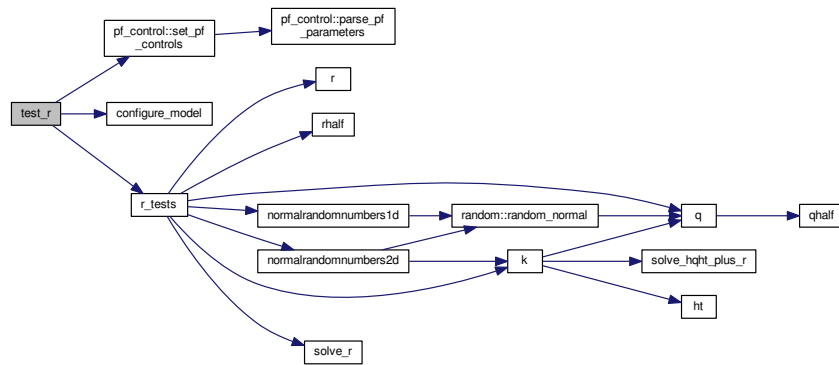 pf_control::set_pf
_controls
pf_control::parse_pf
_parameters
test_r
configure_model
r
rhalf
r_tests
normalrandomnumbers1d
random::random_normal
q
qhalf
normalrandomnumbers2d
k
solve_hqht_plus_r
ht
solve_r